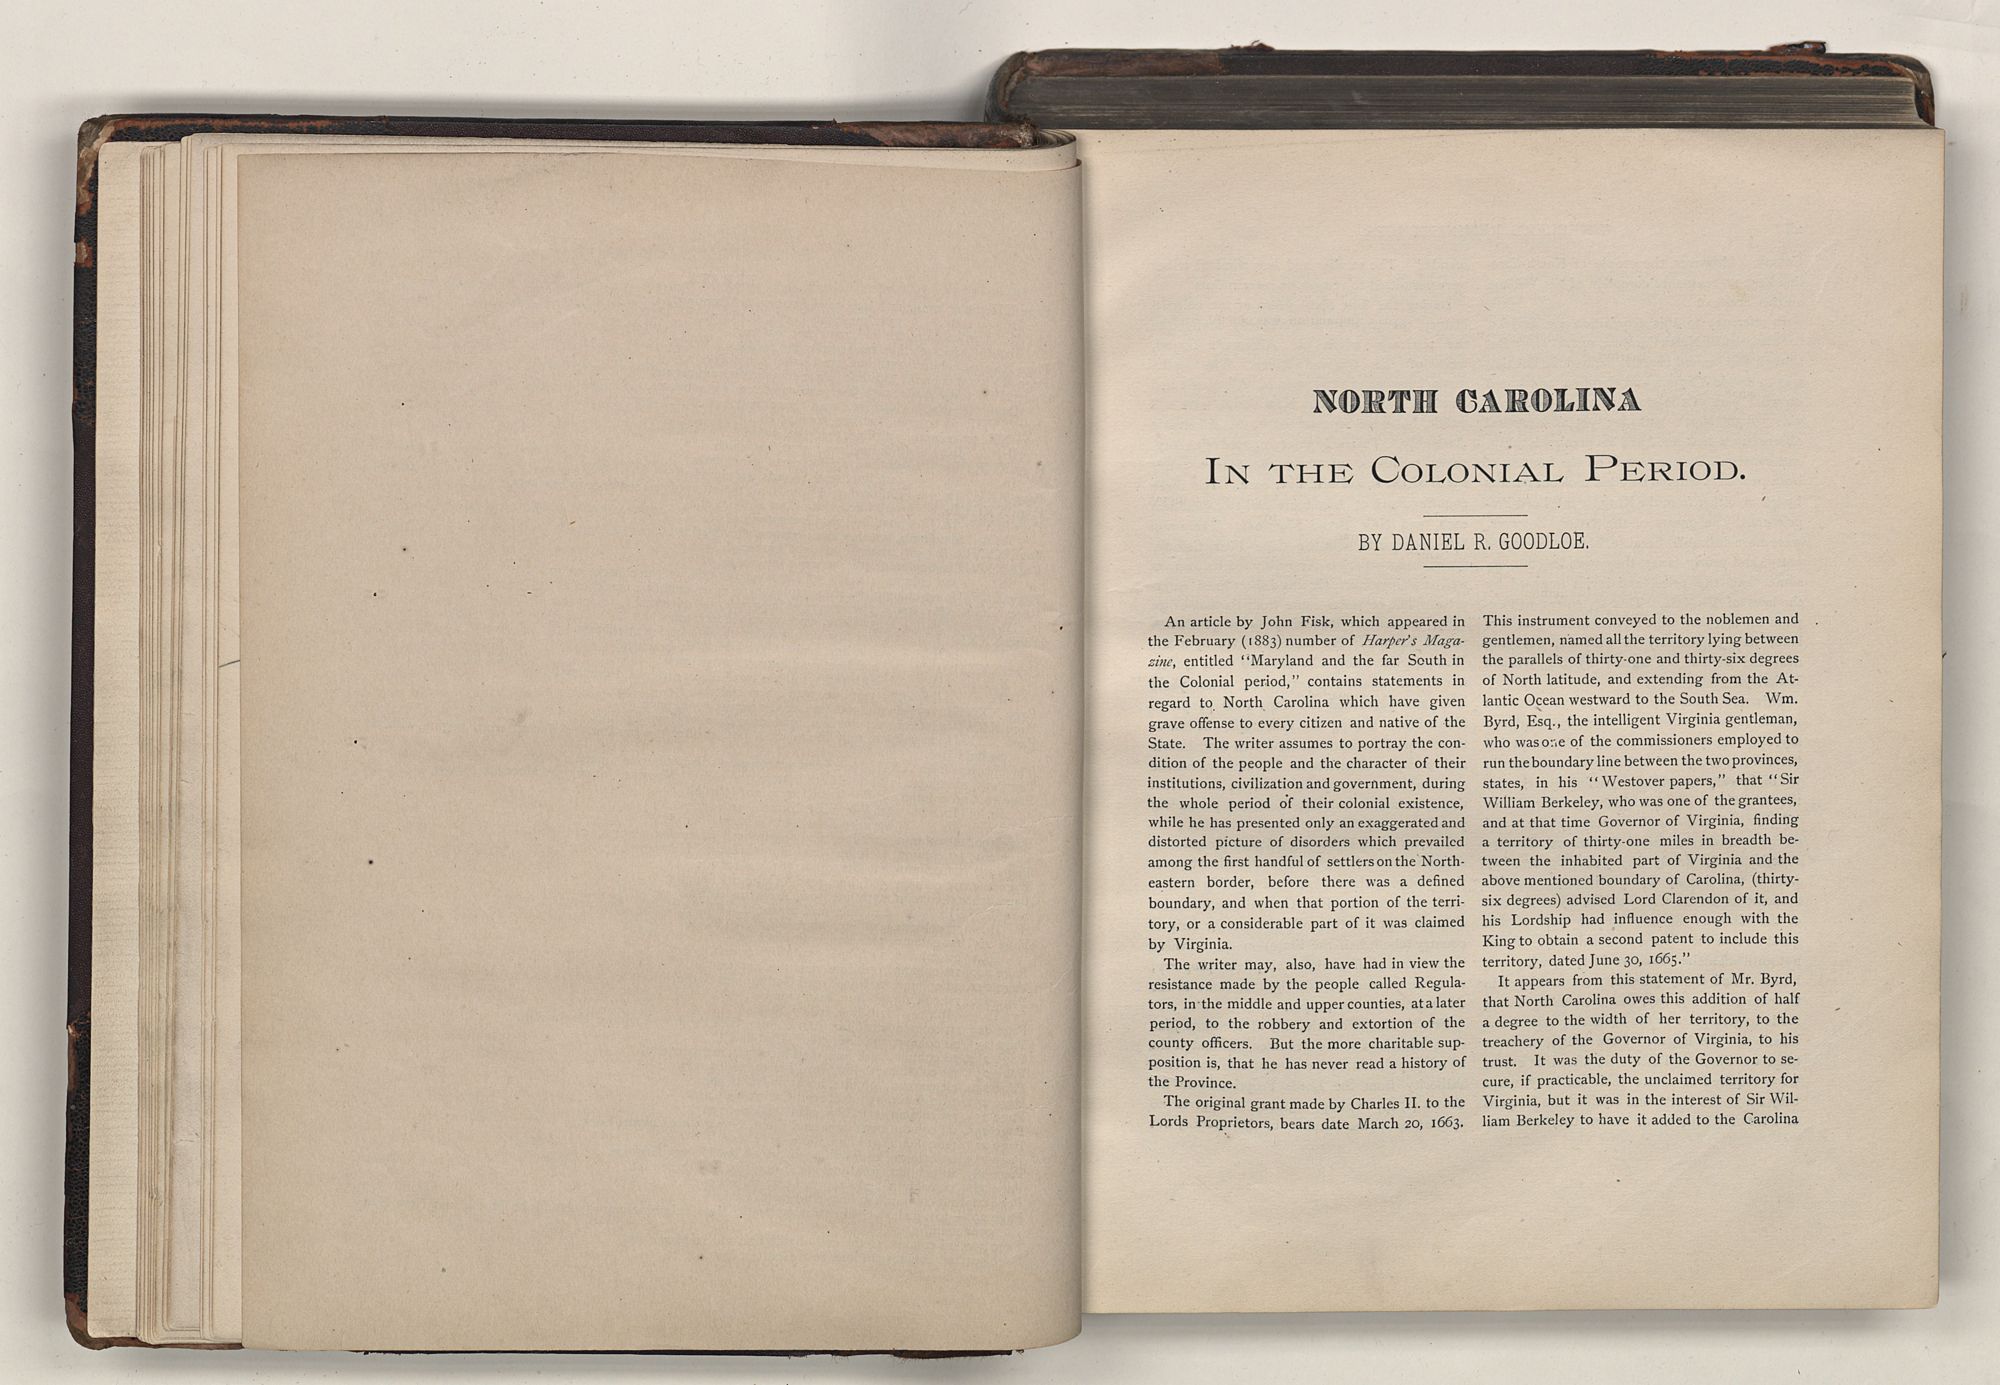 NORTH CAROLINA
IN THE COLONIAL PERIOD.
BY DANIEL R. GOODLOE.
An article by John Fisk, which appeared in
the February (1883) number of Harper's Maga-
zine, entitled "Maryland and the far South in
the Colonial period," contains statements in
regard to North Carolina which have given
grave offense to every citizen and native of the
State. The writer assumes to portray the con-
dition of the people and the character of their
institutions, civilization and government, during
the whole period of their colonial existence,
while he has presented only an exaggerated and
distorted picture of disorders which prevailed
among the first handful of settlers on the North-
eastern border, before there was a defined
boundary, and when that portion of the terri-
tory, or a considerable part of it was claimed
by Virginia.
The writer may, also, have had in view the
resistance made by the people called Regula-
tors, in the middle and upper counties, at a later
period, to the robbery and extortion of the
county officers. But the more charitable sup-
position is, that he has never read a history of
the Province.
The original grant made by Charles II. to the
Lords Proprietors, bears date March 20, 1663.
This instrument conveyed to the noblemen and
gentlemen, named all the territory lying between
the parallels of thirty-one and thirty-six degrees
of North latitude, and extending from the At-
lantic Ocean westward to the South Sea. Wm.
Byrd, Esq., the intelligent Virginia gentleman,
who was one of the commissioners employed to
run the boundary line between the two provinces,
states, in his "Westover papers," that "Sir
William Berkeley, who was one of the grantees,
and at that time Governor of Virginia, finding
a territory of thirty-one miles in breadth be-
tween the inhabited part of Virginia and the
above mentioned boundary of Carolina, (thirty-
six degrees) advised Lord Clarendon of it, and
his Lordship had influence enough with the
King to obtain a second patent to include this
territory, dated June 30, 1665."
It appears from this statement of Mr. Byrd,
that North Carolina owes this addition of half
a degree to the width of her territory, to the
treachery of the Governor of Virginia, to his
trust. It was the duty of the Governor to se-
cure, if practicable, the unclaimed territory for
Virginia, but it was in the interest of Sir Wil-
liam Berkeley to have it added to the Carolina